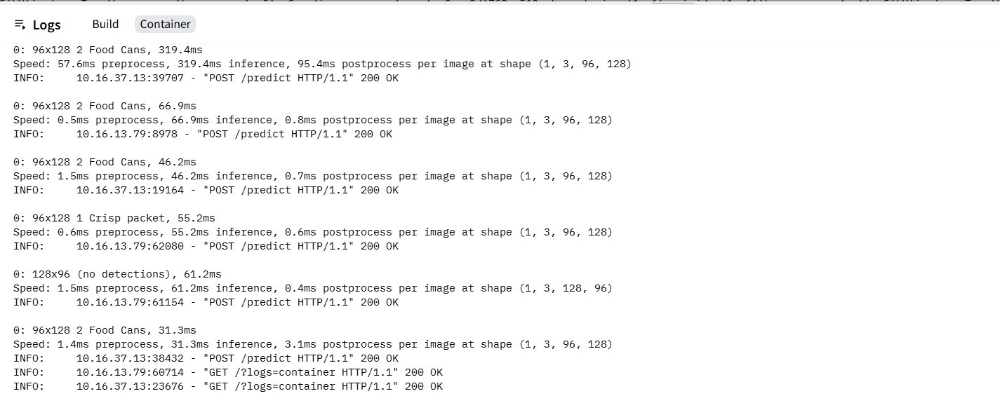 Logs Build Container
0: 96x128 2 Food Cans, 319.4ms
Speed: 57.6ms preprocess, 319.4ms inference, 95.4ms postprocess per image at shape (1, 3, 96, 128)
INFO:     10.16.37.13:39707 - "POST /predict HTTP/1.1" 200 OK

0: 96x128 2 Food Cans, 66.9ms
Speed: 0.5ms preprocess, 66.9ms inference, 0.8ms postprocess per image at shape (1, 3, 96, 128)
INFO:     10.16.13.79:8978 - "POST /predict HTTP/1.1" 200 OK

0: 96x128 2 Food Cans, 46.2ms
Speed: 1.5ms preprocess, 46.2ms inference, 0.7ms postprocess per image at shape (1, 3, 96, 128)
INFO:     10.16.37.13:19164 - "POST /predict HTTP/1.1" 200 OK

0: 96x128 1 Crisp packet, 55.2ms
Speed: 0.6ms preprocess, 55.2ms inference, 0.6ms postprocess per image at shape (1, 3, 96, 128)
INFO:     10.16.13.79:62080 - "POST /predict HTTP/1.1" 200 OK

0: 128x96 (no detections), 61.2ms
Speed: 1.5ms preprocess, 61.2ms inference, 0.4ms postprocess per image at shape (1, 3, 128, 96)
INFO:     10.16.13.79:61154 - "POST /predict HTTP/1.1" 200 OK

0: 96x128 2 Food Cans, 31.3ms
Speed: 1.4ms preprocess, 31.3ms inference, 3.1ms postprocess per image at shape (1, 3, 96, 128)
INFO:     10.16.37.13:38432 - "POST /predict HTTP/1.1" 200 OK
INFO:     10.16.13.79:60714 - "GET /?logs=container HTTP/1.1" 200 OK
INFO:     10.16.37.13:23676 - "GET /?logs=container HTTP/1.1" 200 OK